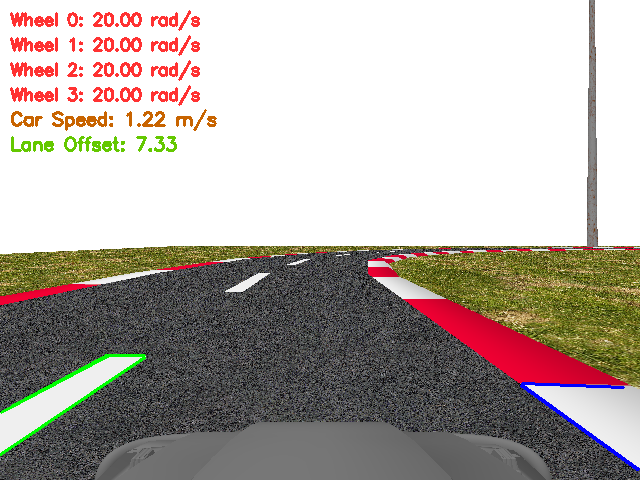 Wheel 0: 20.00 rad/s
Wheel 1: 20.00 rad/s
Wheel 2: 20.00 rad/s
Wheel 3: 20.00 rad/s
Car Speed: 1.22 m/s
Lane Offset: 7.33